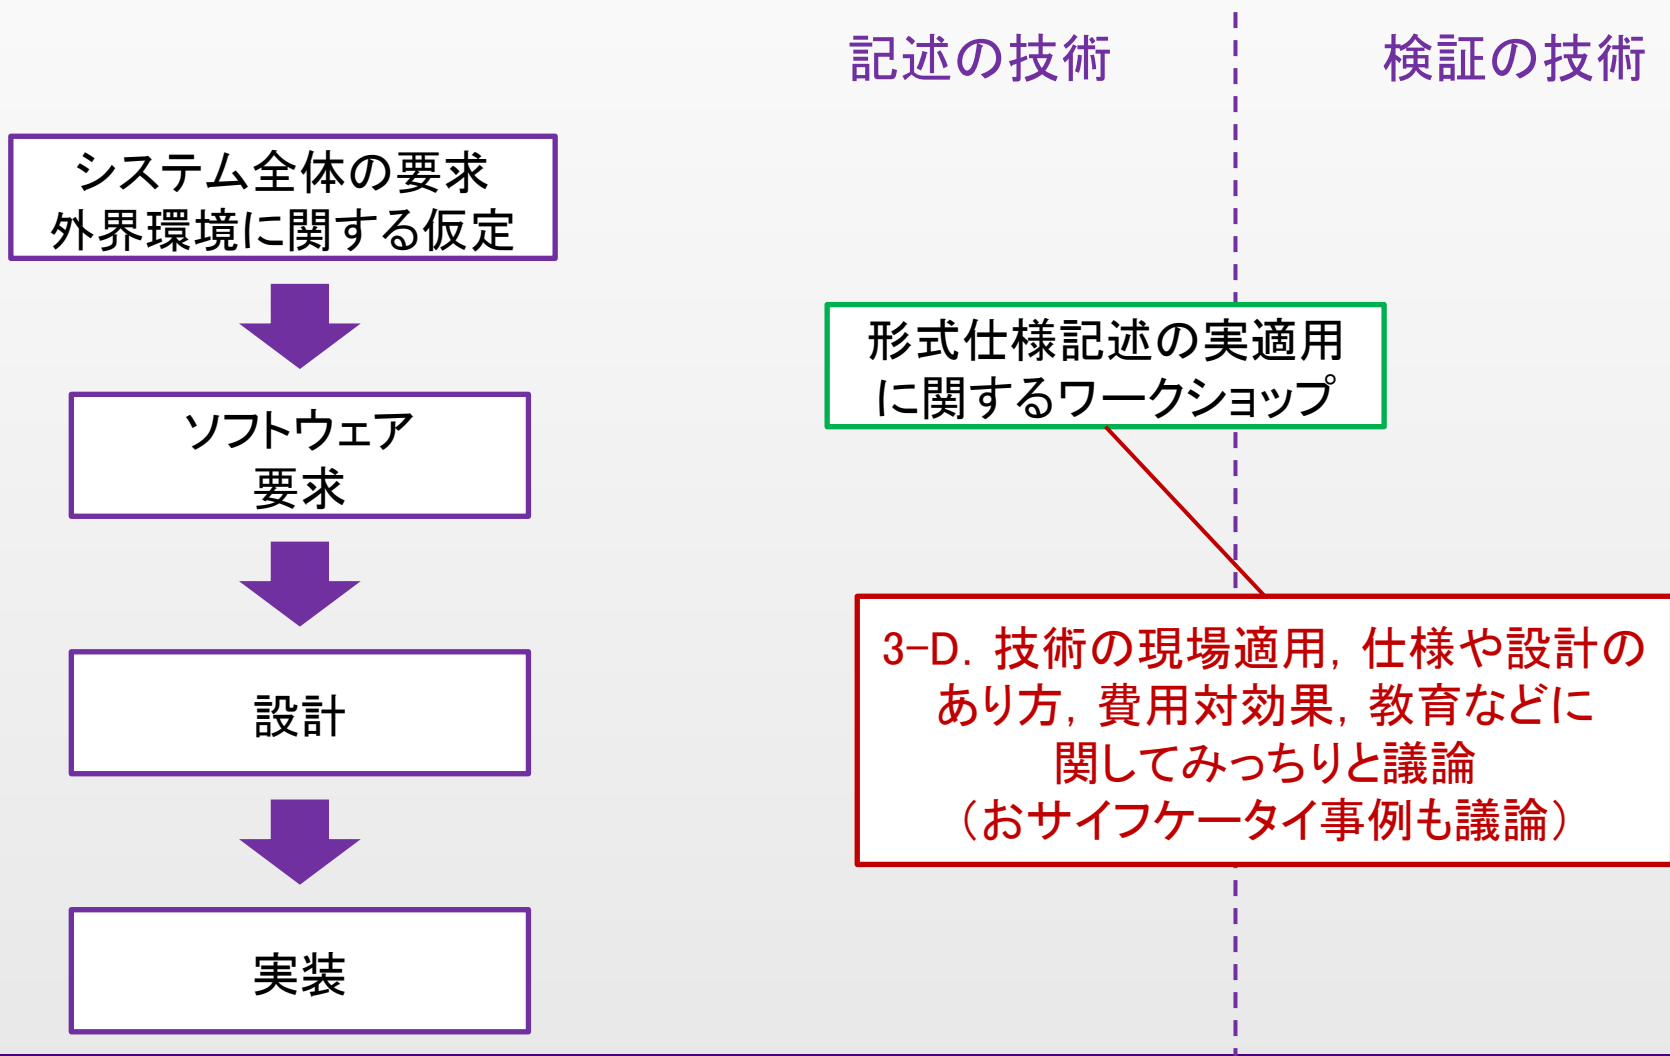 記述の技術
検証の技術
システム全体の要求
外界環境に関する仮定
ソフトウェア
要求
設計
実装
形式仕様記述の実適用
に関するワークショップ
3-D. 技術の現場適用, 仕様や設計の
あり方, 費用対効果, 教育などに
関してみっちりと議論
(おサイフケータイ事例も議論)